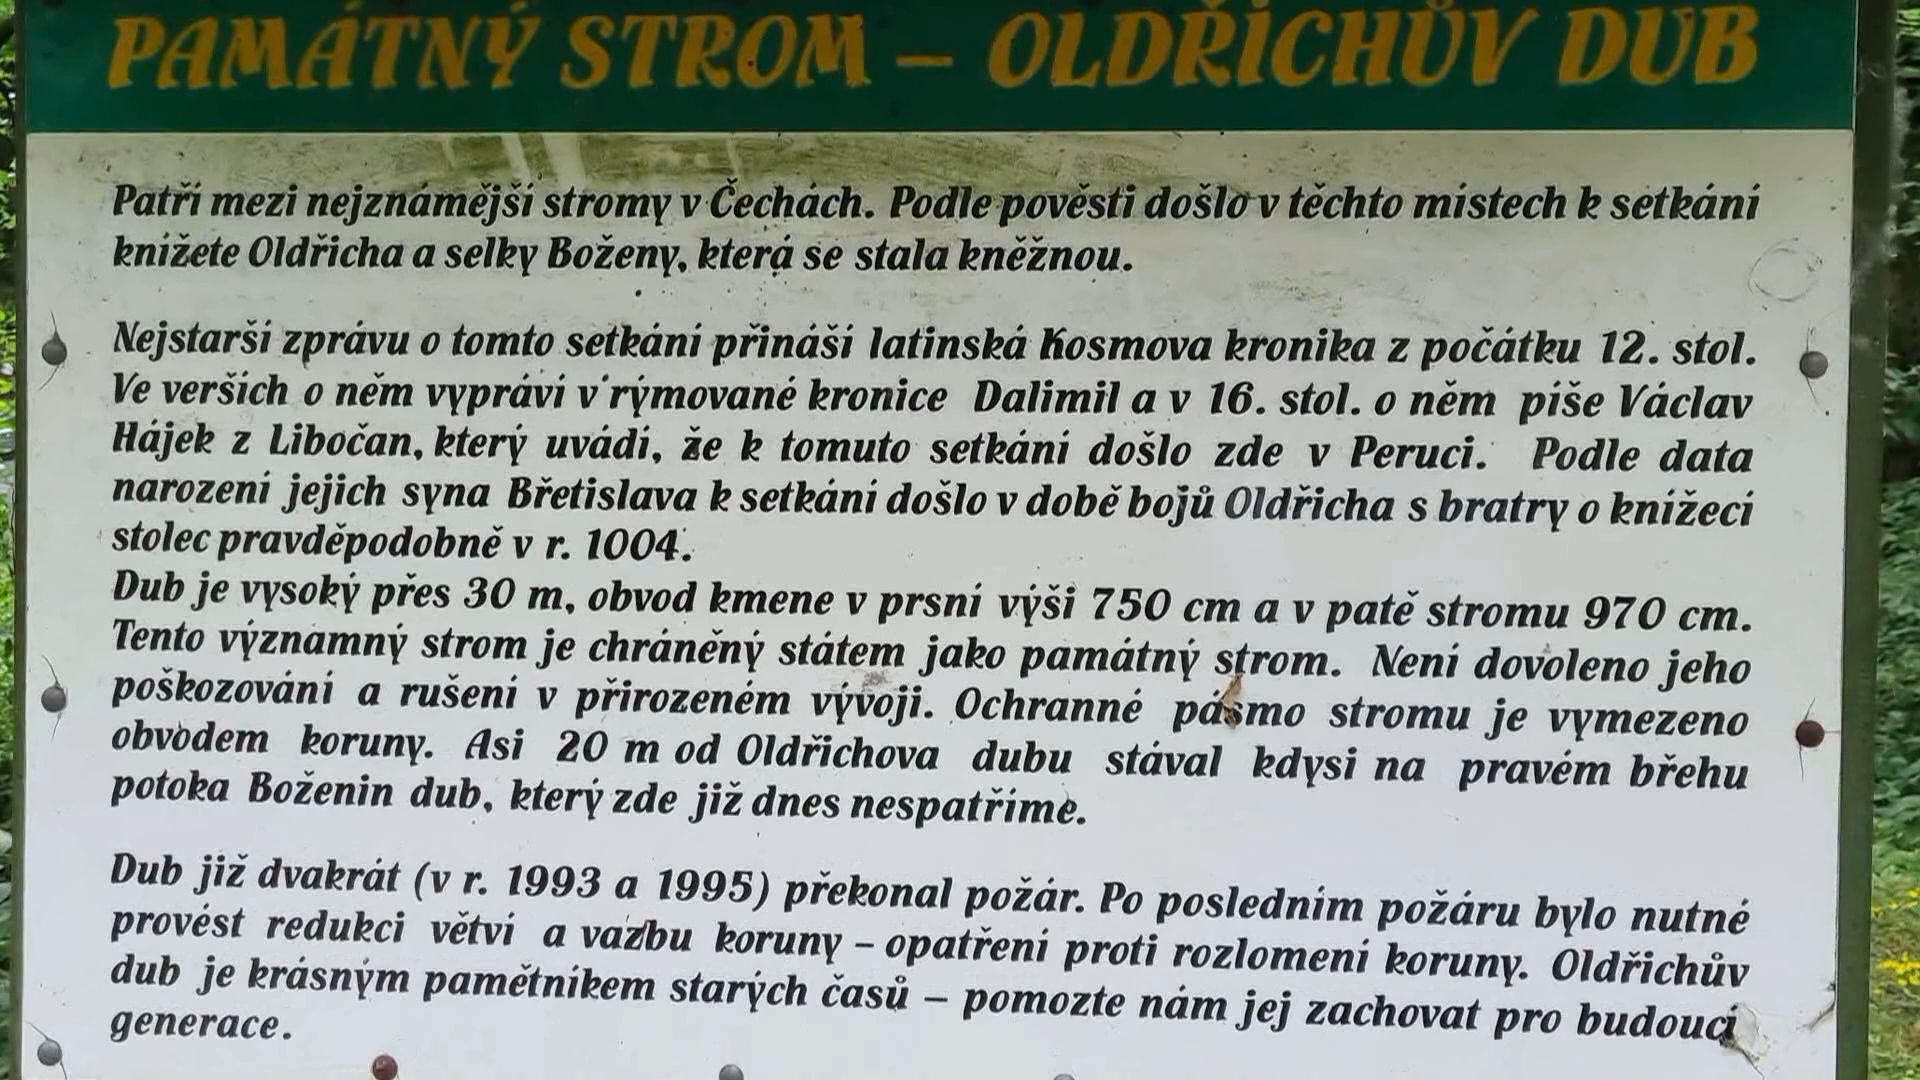 PAMÁTNÝ STROM – OLDŘICHŮV DUB
Patří mezi nejznámější stromy v Čechách. Podle pověsti došlo v těchto místech k setkání
knížete Oldřicha a selky Boženy, která se stala kněžnou.
Nejstarší zprávu o tomto setkání přináší latinská Kosmova kronika z počátku 12. stol.
Ve verších o něm vypráví v rýmované kronice Dalimil a v 16. stol. o něm píše Václav
Hájek z Libočan, který uvádí, že k tomuto setkání došlo zde v Peruci. Podle data
narození jejich syna Břetislava k setkání došlo v době bojů Oldřicha s bratry o knížecí
stolec pravděpodobně v r. 1004.
Dub je vysoký přes 30 m, obvod kmene v prsní výši 750 cm a v patě stromu 970 cm.
Tento významný strom je chráněný státem jako památný strom. Není dovoleno jeho
poškozování a rušení v přirozeném vývoji. Ochranné pásmo stromu je vymezeno
obvodem koruny. Asi 20 m od Oldřichova dubu stával kdysi na pravém břehu
potoka Boženin dub, který zde již dnes nespatříme.
Dub již dvakrát (v r. 1993 a 1995) překonal požár. Po posledním požáru bylo nutné
provést redukci větví a vazbu koruny – opatření proti rozlomení koruny. Oldřichův
dub je krásným pamětníkem starých časů – pomozte nám jej zachovat pro budoucí
generace.